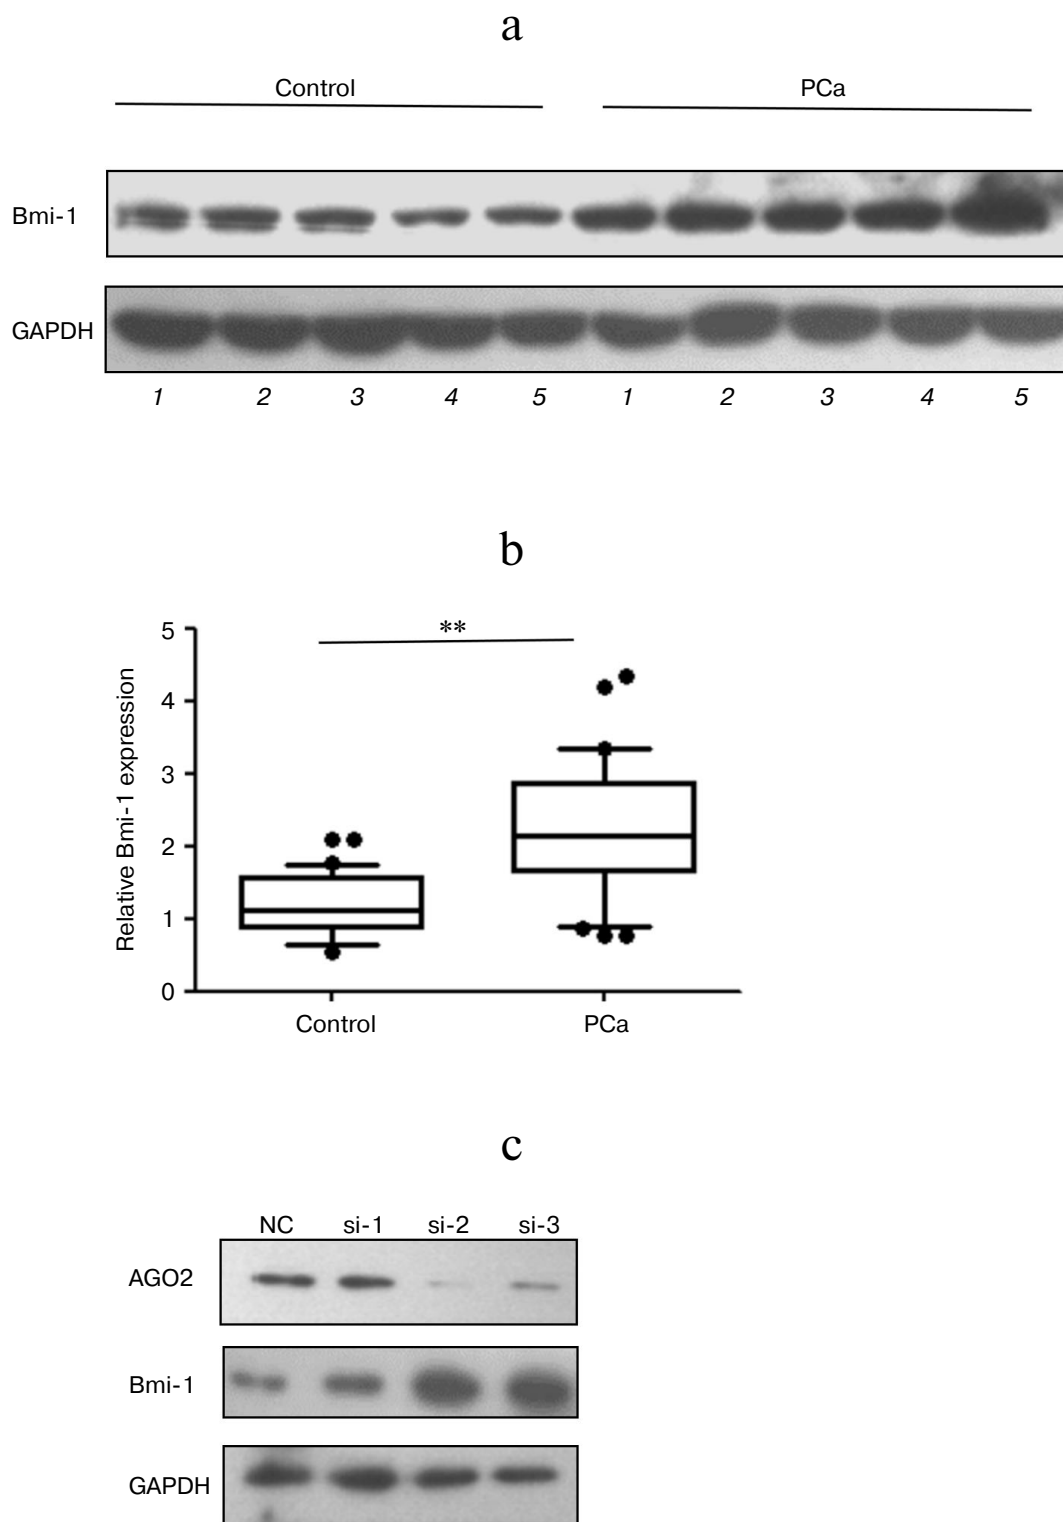 a
Control PCa
Bmi-1
GAPDH
1 2 3 4 5 1 2 3 4 5
b
**
5
4
3
2
1
0
Relative Bmi-1 expression
Control PCa
c
NC si-1 si-2 si-3
AGO2
Bmi-1
GAPDH